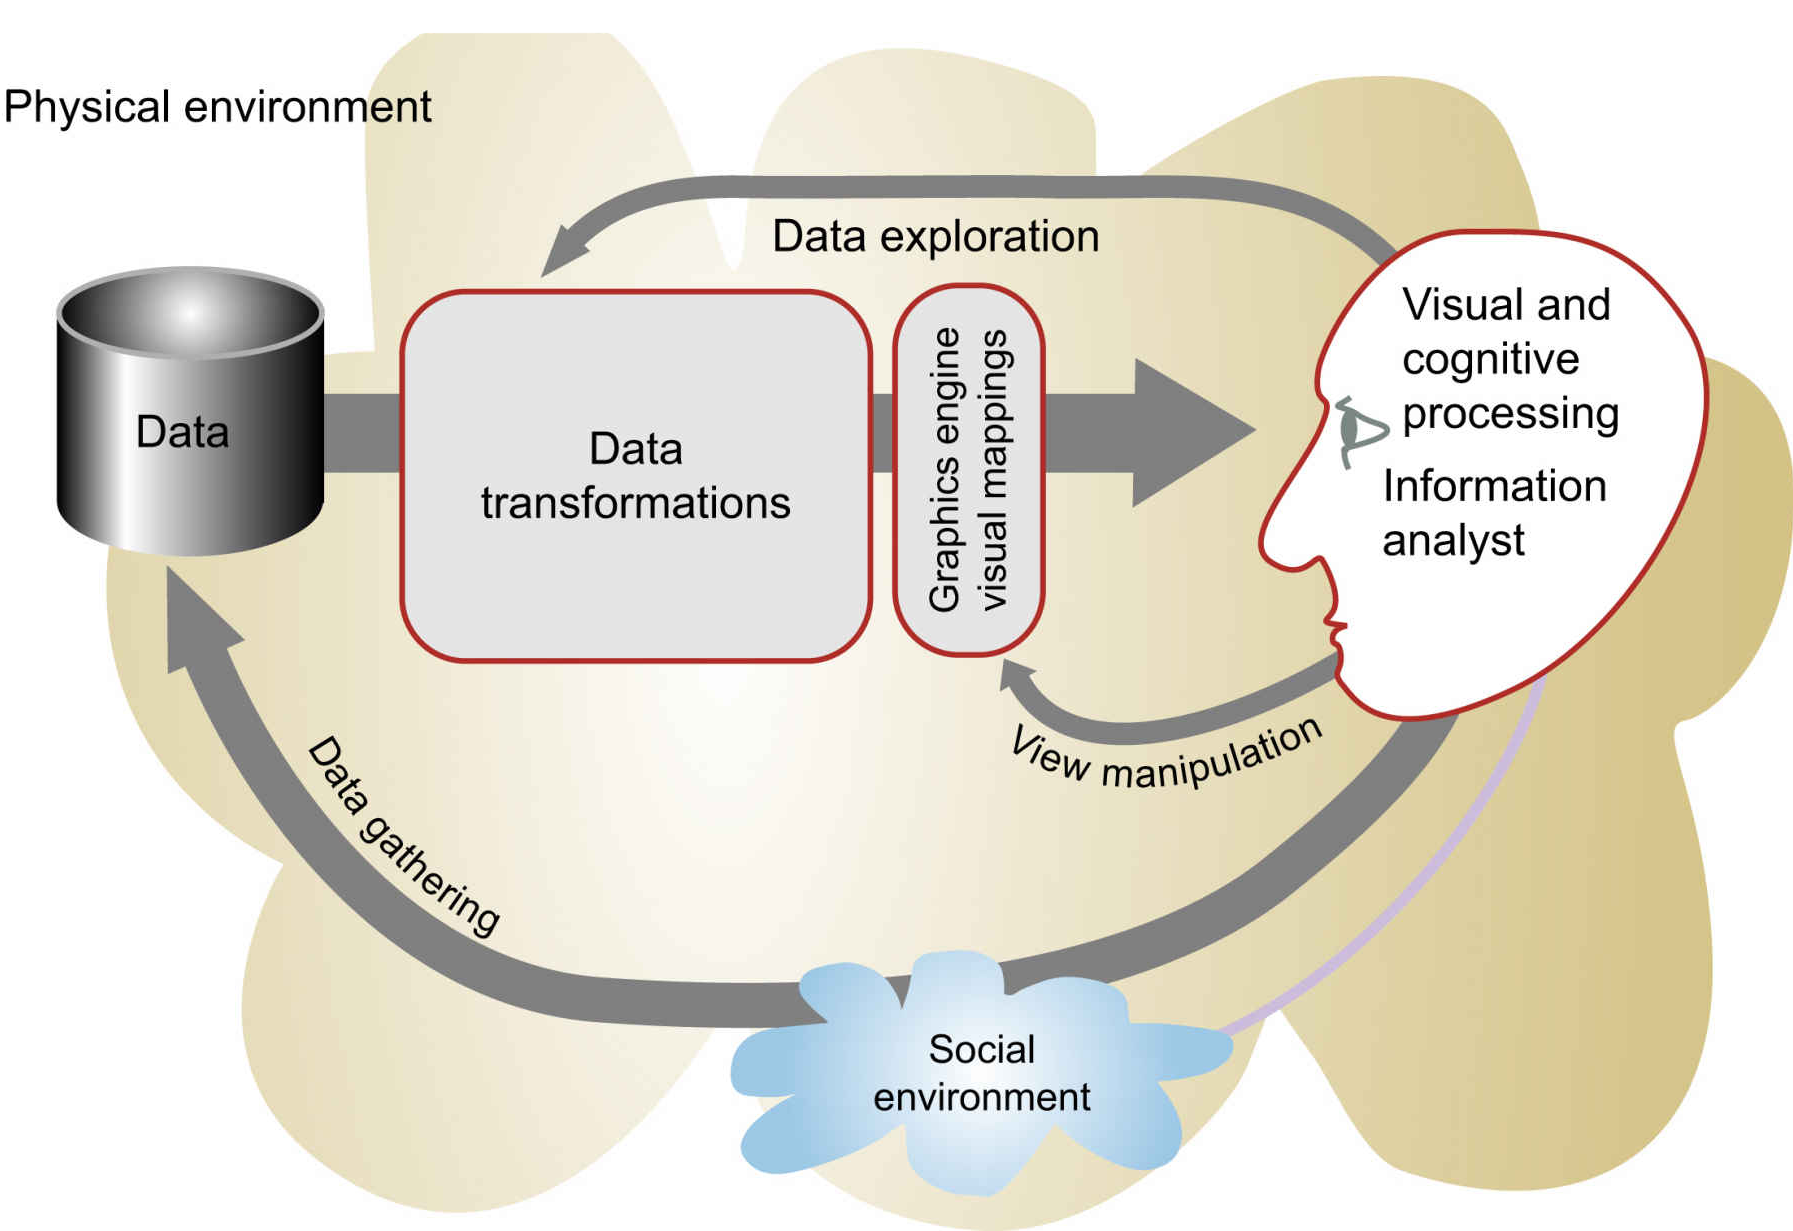 Physical environment
Data exploration
Data
Data
transformations
Graphics engine
visual mappings
Visual and
cognitive
processing
Information
analyst
View manipulation
Data gathering
Social
environment